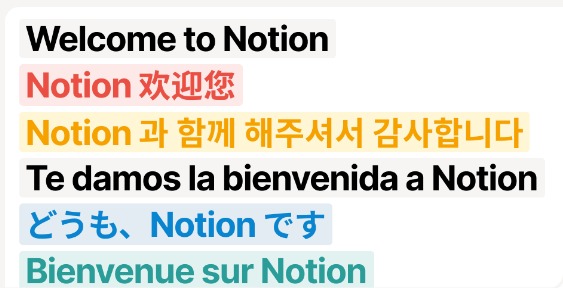 Welcome to Notion
Notion 欢迎您
Notion 과 함께 해주셔서 감사합니다
Te damos la bienvenida a Notion
どうも、Notion です
Bienvenue sur Notion